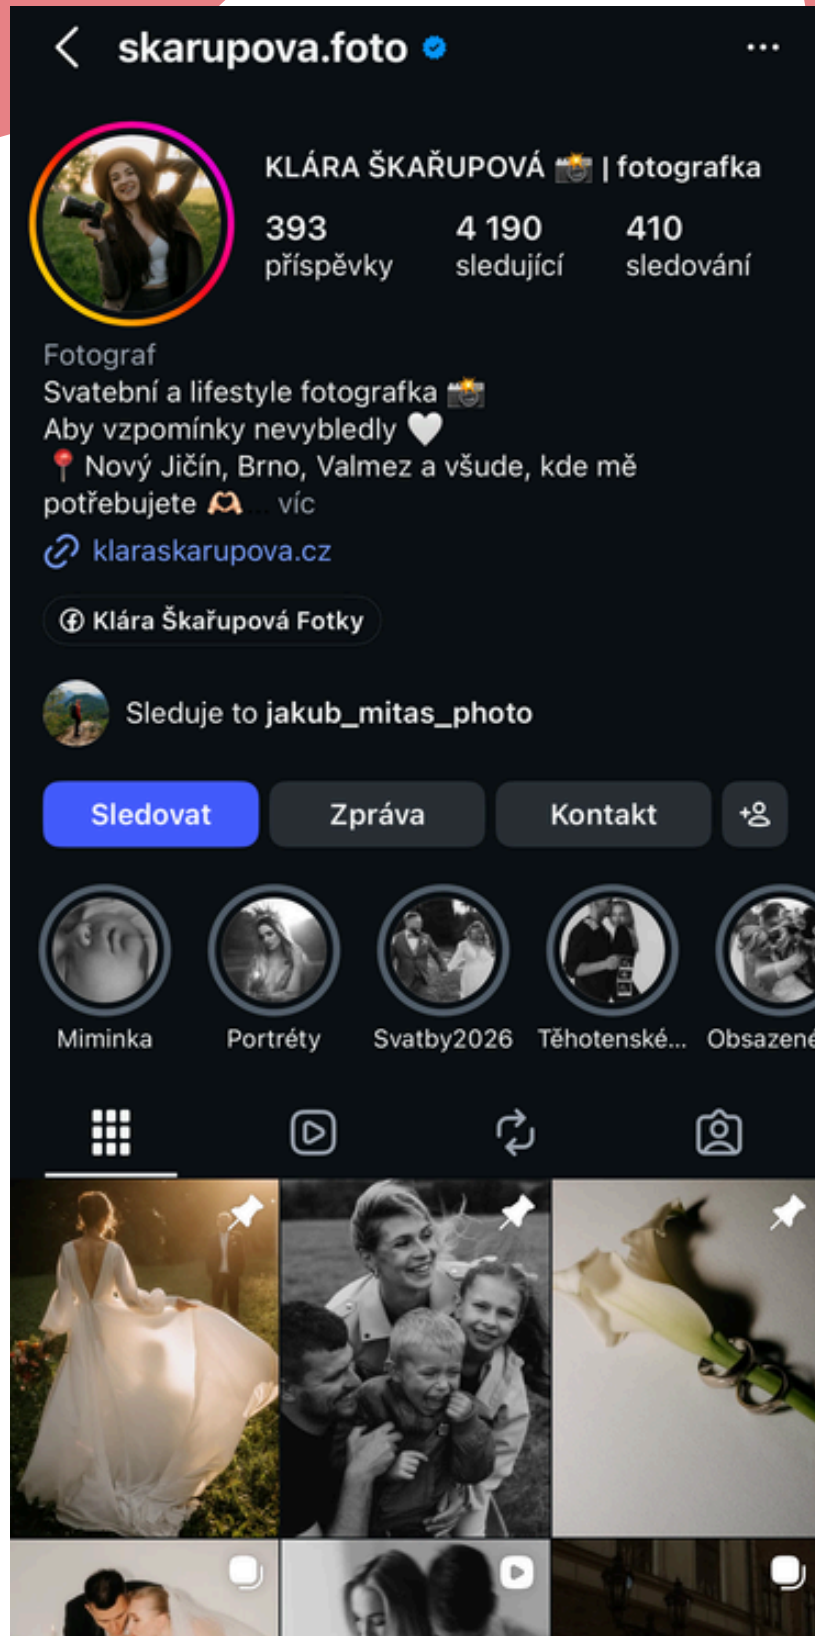 skarupova.foto
KLÁRA ŠKAŘUPOVÁ 📸 | fotografka
393 4 190 410
příspěvky sledující sledování
Fotograf
Svatební a lifestyle fotografka 📸
Aby vzpomínky nevybledly 🤍
📍 Nový Jičín, Brno, Valmez a všude, kde mě
potřebujete 🫶🏻... víc
klaraskarupova.cz
Klára Škařupová Fotky
Sleduje to jakub_mitas_photo
Sledovat Zpráva Kontakt
Miminka Portréty Svatby2026 Těhotenské... Obsazené